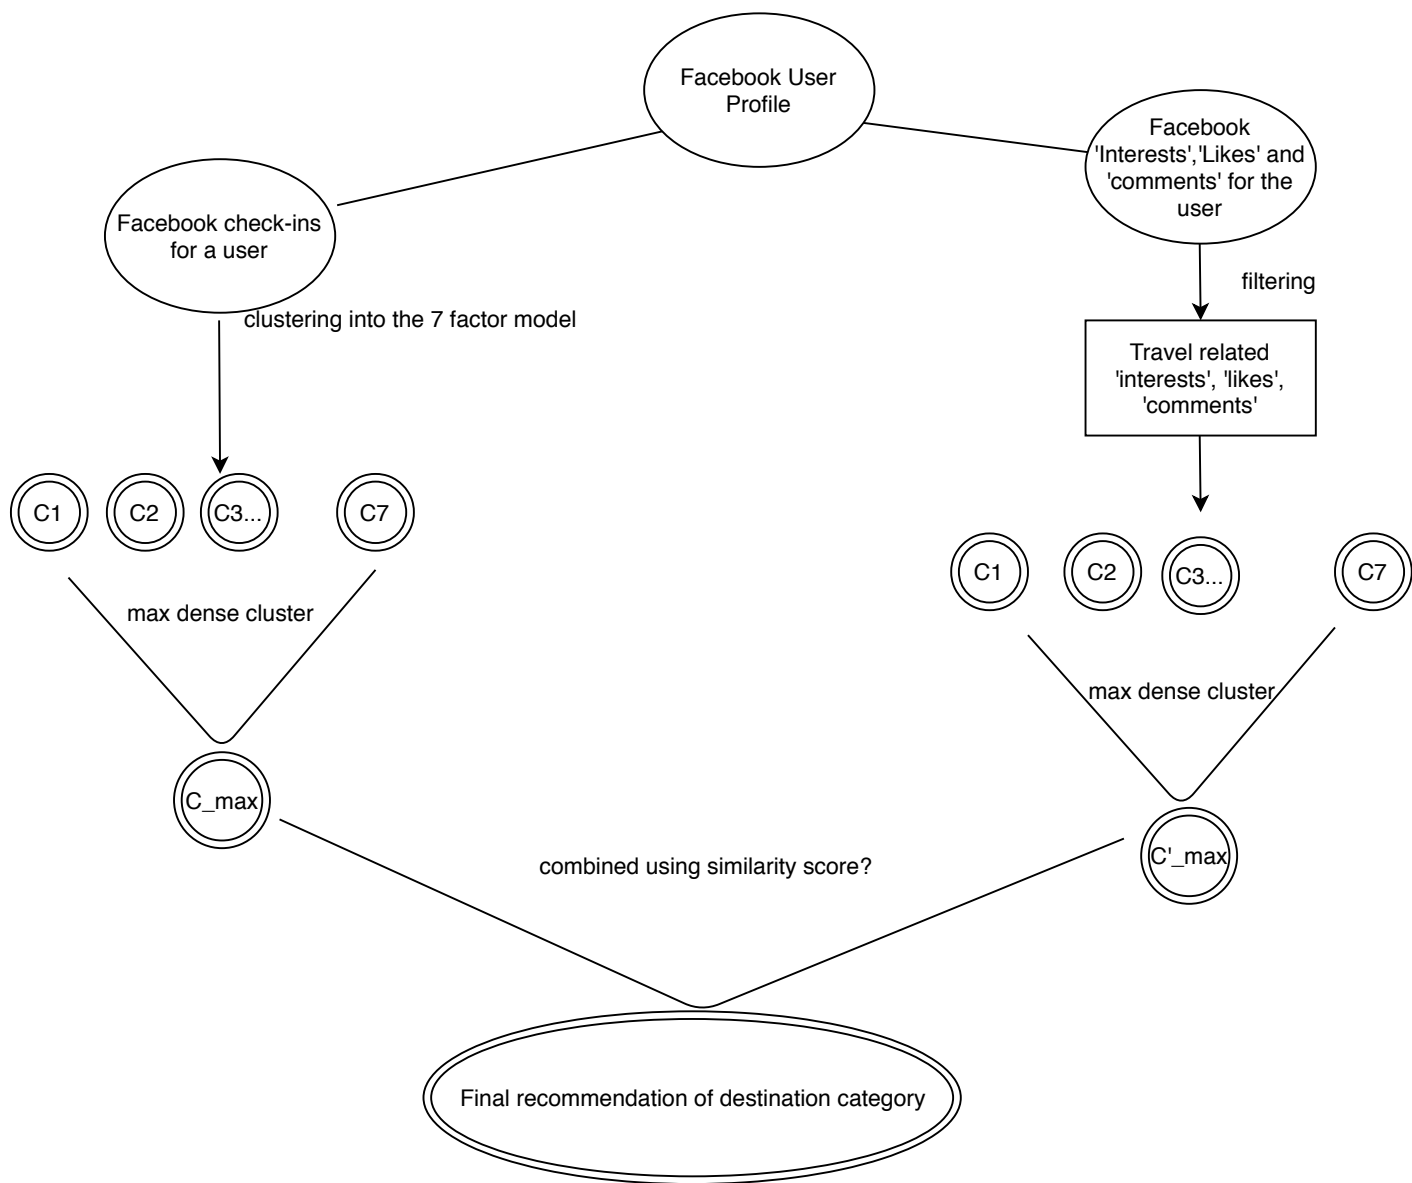 Facebook User
Profile
Facebook
'Interests','Likes' and
'comments' for the
user
Facebook check-ins
for a user
filtering
clustering into the 7 factor model
Travel related
'interests', 'likes',
'comments'
C1
C2
C3...
C7
C1
C2
C3...
C7
max dense cluster
max dense cluster
C_max
C'_max
combined using similarity score?
Final recommendation of destination category